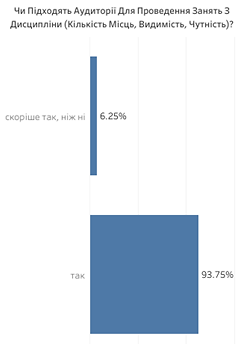 Чи Підходять Аудиторії Для Проведення Занять З
Дисципліни (Кількість Місць, Видимість, Чутність)?
скоріше так, ніж ні
6.25%
так
93.75%